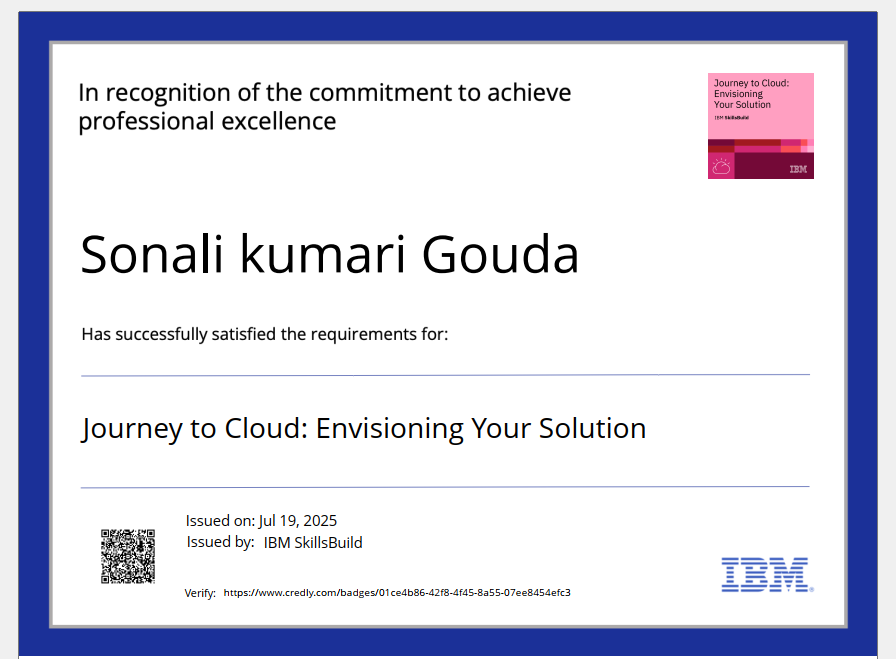 In recognition of the commitment to achieve
professional excellence
Journey to Cloud:
Envisioning
Your Solution
IBM SkillsBuild
IBM
Sonali kumari Gouda
Has successfully satisfied the requirements for:
Journey to Cloud: Envisioning Your Solution
Issued on: Jul 19, 2025
Issued by: IBM SkillsBuild
Verify: https://www.credly.com/badges/01ce4b86-42f8-4f45-8a55-07ee8454efc3
IBM®